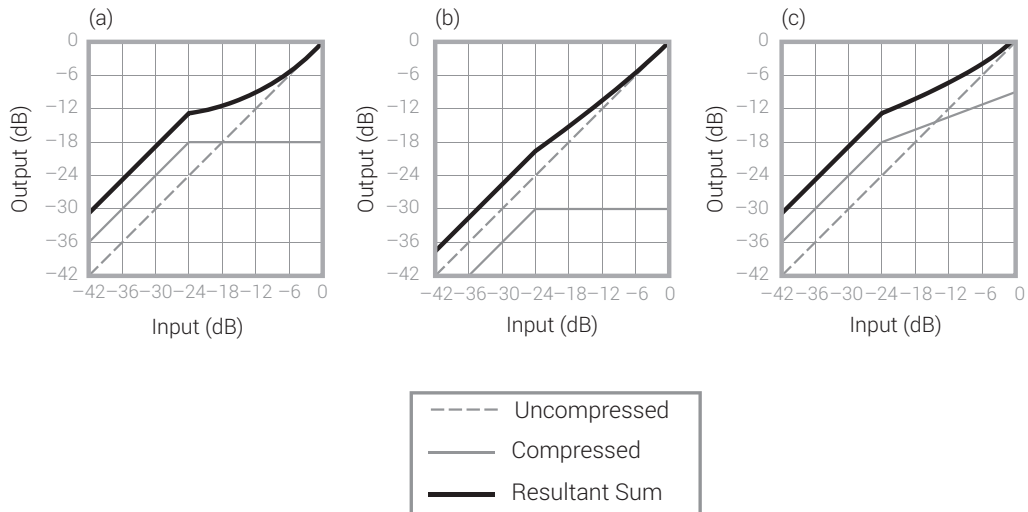 (a)
0
−6
−12
−18
−24
−30
−36
−42
Output (dB)
−42 −36 −30 −24 −18 −12 −6 0
Input (dB)
(b)
0
−6
−12
−18
−24
−30
−36
−42
Output (dB)
−42 −36 −30 −24 −18 −12 −6 0
Input (dB)
(c)
0
−6
−12
−18
−24
−30
−36
−42
Output (dB)
−42 −36 −30 −24 −18 −12 −6 0
Input (dB)
Uncompressed
Compressed
Resultant Sum